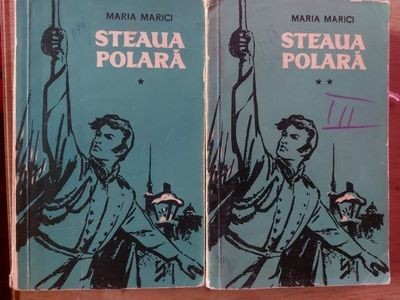 MARIA MARICI
STEAUA
POLARĂ
*
MARIA MARICI
STEAUA
POLARĂ
**
III